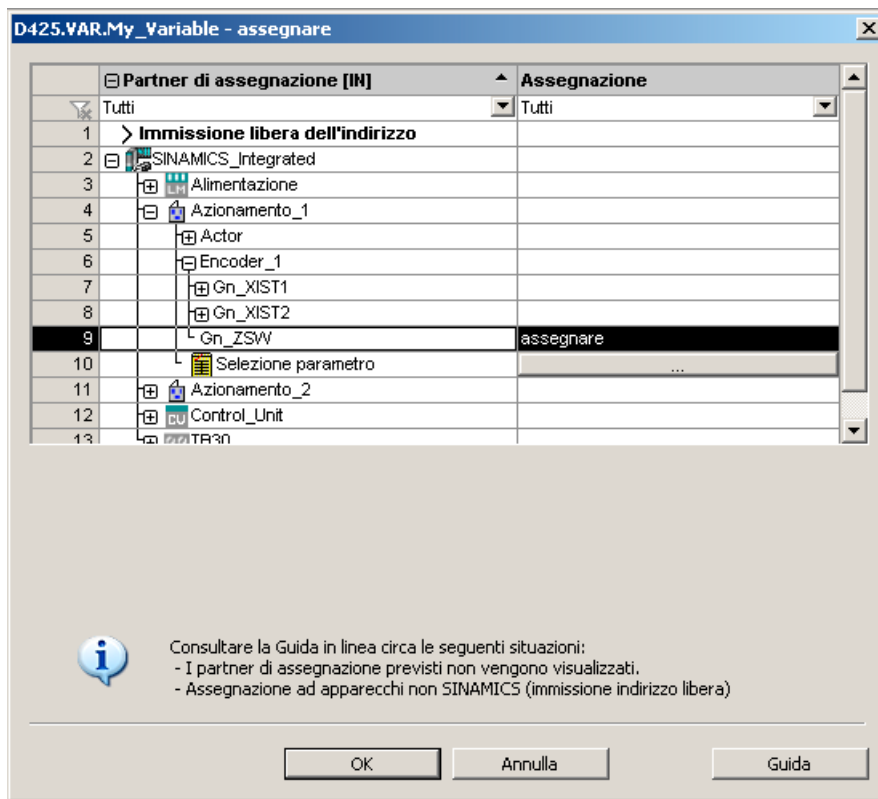 D425.VAR.My_Variable - assegnare
Partner di assegnazione [IN] Assegnazione
Tutti Tutti
1 Immissione libera dell'indirizzo
2 SINAMICS_Integrated
3 LM Alimentazione
4 Azionamento_1
5 Actor
6 Encoder_1
7 Gn_XIST1
8 Gn_XIST2
9 Gn_ZSW assegnare
10 Selezione parametro ...
11 Azionamento_2
12 CU Control_Unit
13 TB30
Consultare la Guida in linea circa le seguenti situazioni:
- I partner di assegnazione previsti non vengono visualizzati.
- Assegnazione ad apparecchi non SINAMICS (immissione indirizzo libera)
OK Annulla Guida